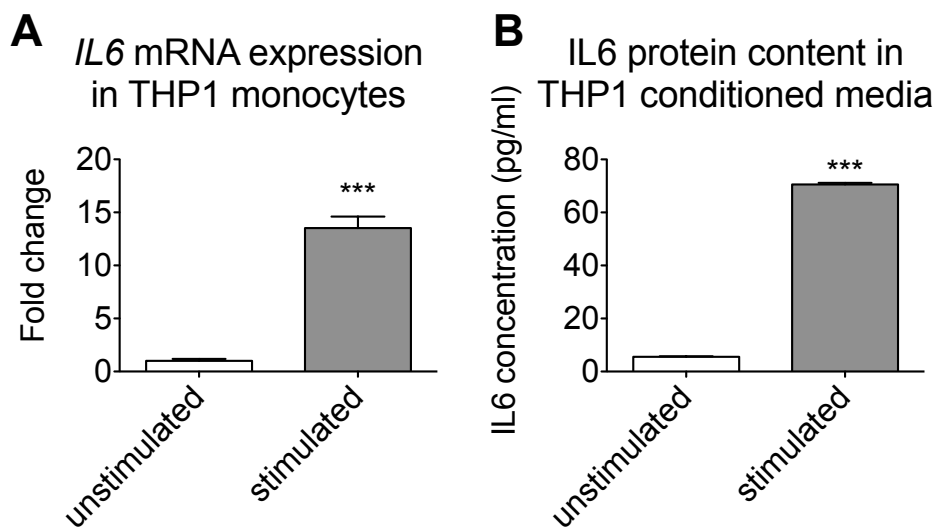 A
IL6 mRNA expression
in THP1 monocytes
Fold change
20
15
10
5
0
***
unstimulated
stimulated
B
IL6 protein content in
THP1 conditioned media
IL6 concentration (pg/ml)
80
60
40
20
0
***
unstimulated
stimulated